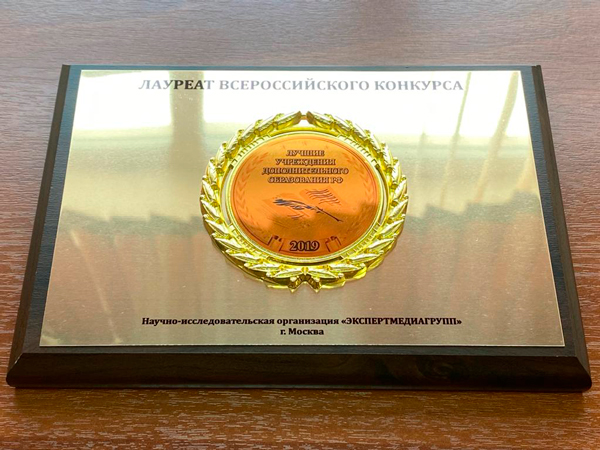 ЛАУРЕАТ ВСЕРОССИЙСКОГО КОНКУРСА
ЛУЧШИЕ
УЧРЕЖДЕНИЯ
ДОПОЛНИТЕЛЬНОГО
ОБРАЗОВАНИЯ РФ
2019
Научно-исследовательская организация «ЭКСПЕРТМЕДИАГРУПП»
г. Москва